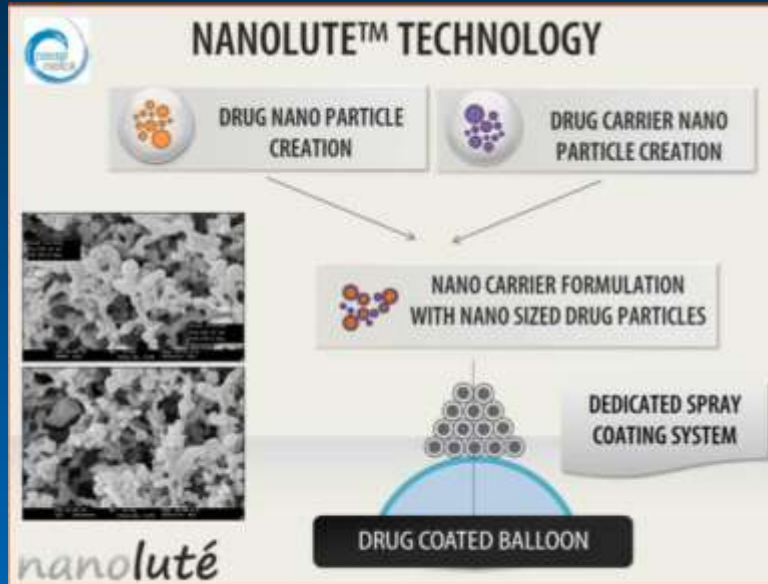 NANOLUTE™ TECHNOLOGY
DRUG NANO PARTICLE
CREATION
DRUG CARRIER NANO
PARTICLE CREATION
NANO CARRIER FORMULATION
WITH NANO SIZED DRUG PARTICLES
DEDICATED SPRAY
COATING SYSTEM
DRUG COATED BALLOON
nanoluté